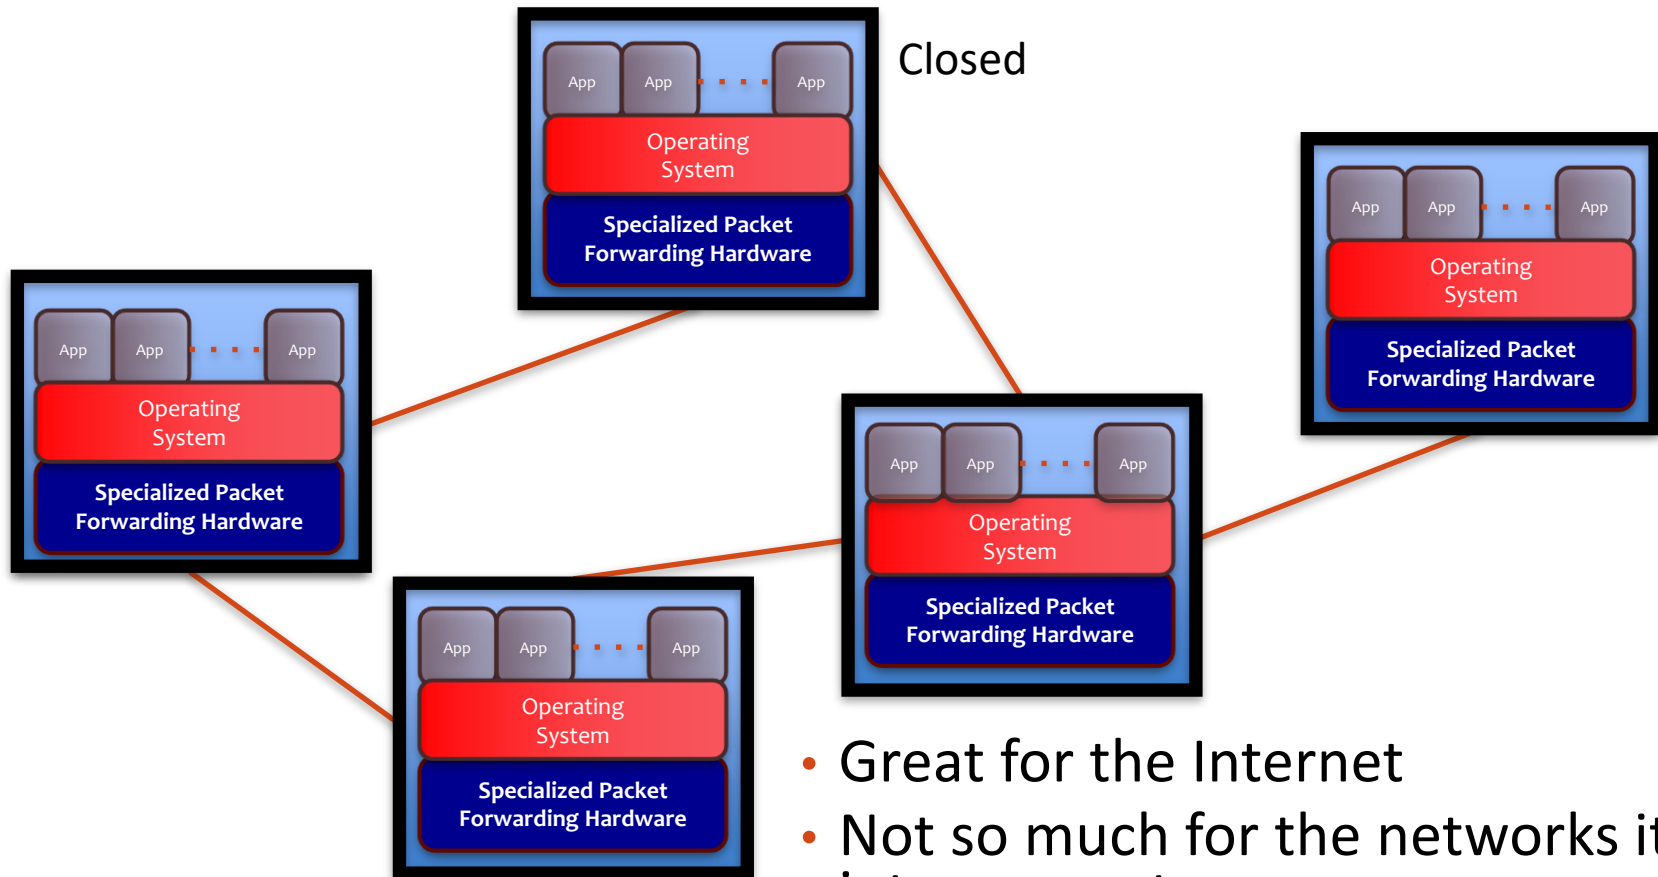 Closed
App App App
Operating
System
Specialized Packet
Forwarding Hardware
App App App
Operating
System
Specialized Packet
Forwarding Hardware
App App App
Operating
System
Specialized Packet
Forwarding Hardware
App App App
Operating
System
Specialized Packet
Forwarding Hardware
App App App
Operating
System
Specialized Packet
Forwarding Hardware
• Great for the Internet
• Not so much for the networks it